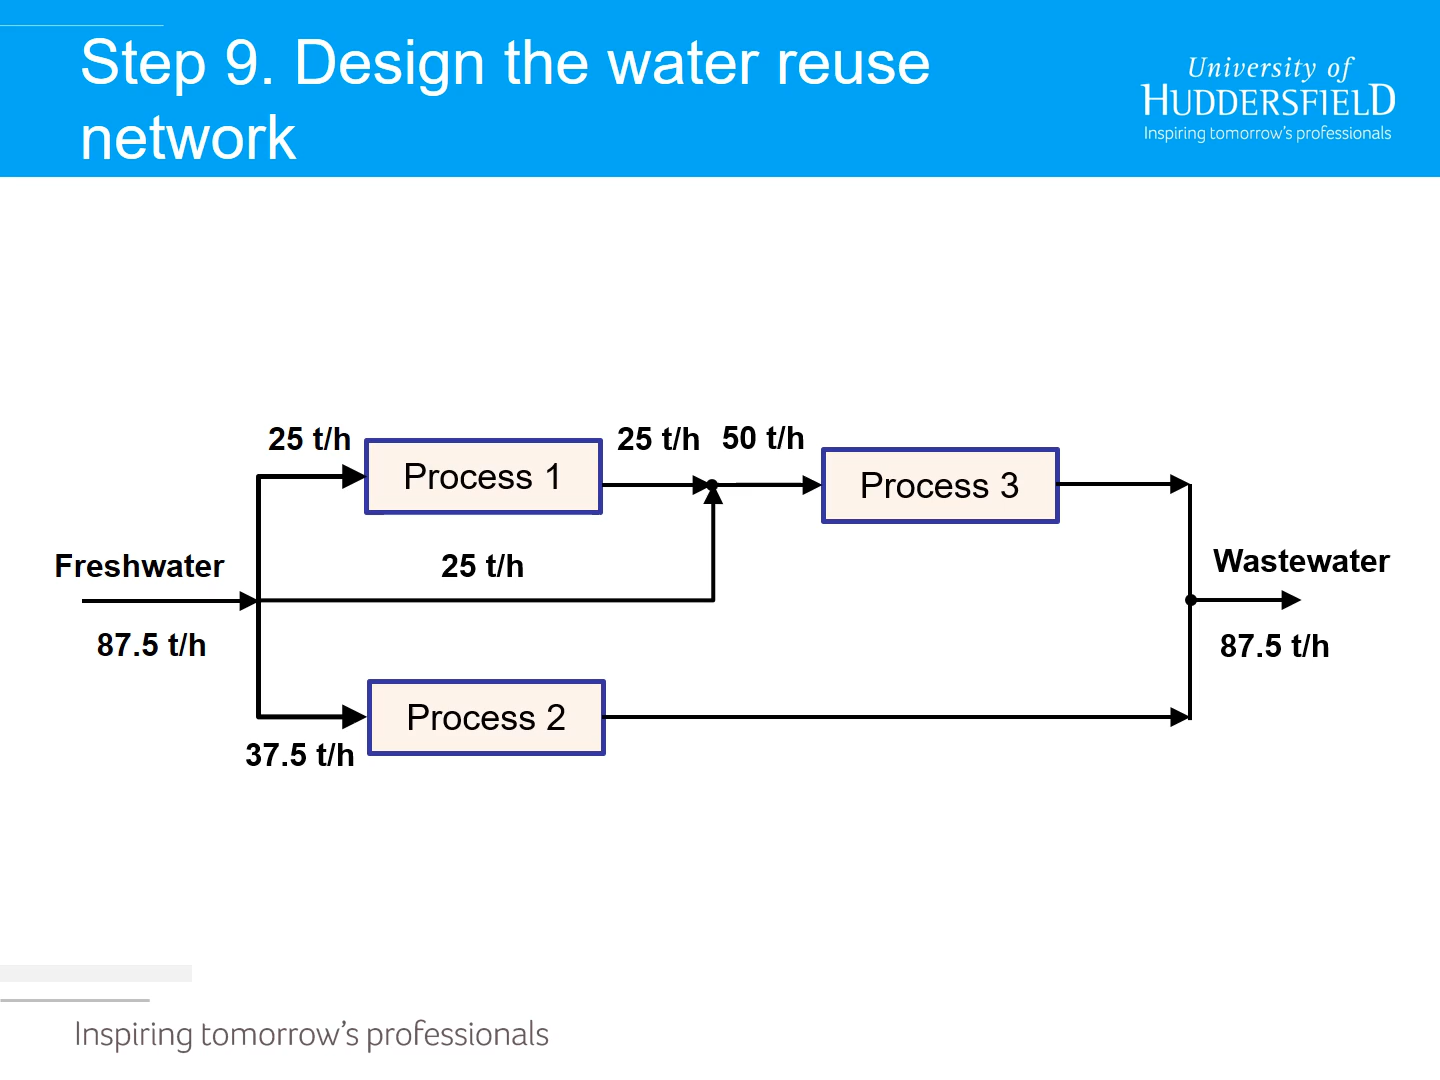 Step 9. Design the water reuse
network
University of
HUDDERSFIELD
Inspiring tomorrow's professionals
25 t/h
Process 1
25 t/h
50 t/h
Process 3
Freshwater
25 t/h
Wastewater
87.5 t/h
87.5 t/h
Process 2
37.5 t/h
Inspiring tomorrow's professionals